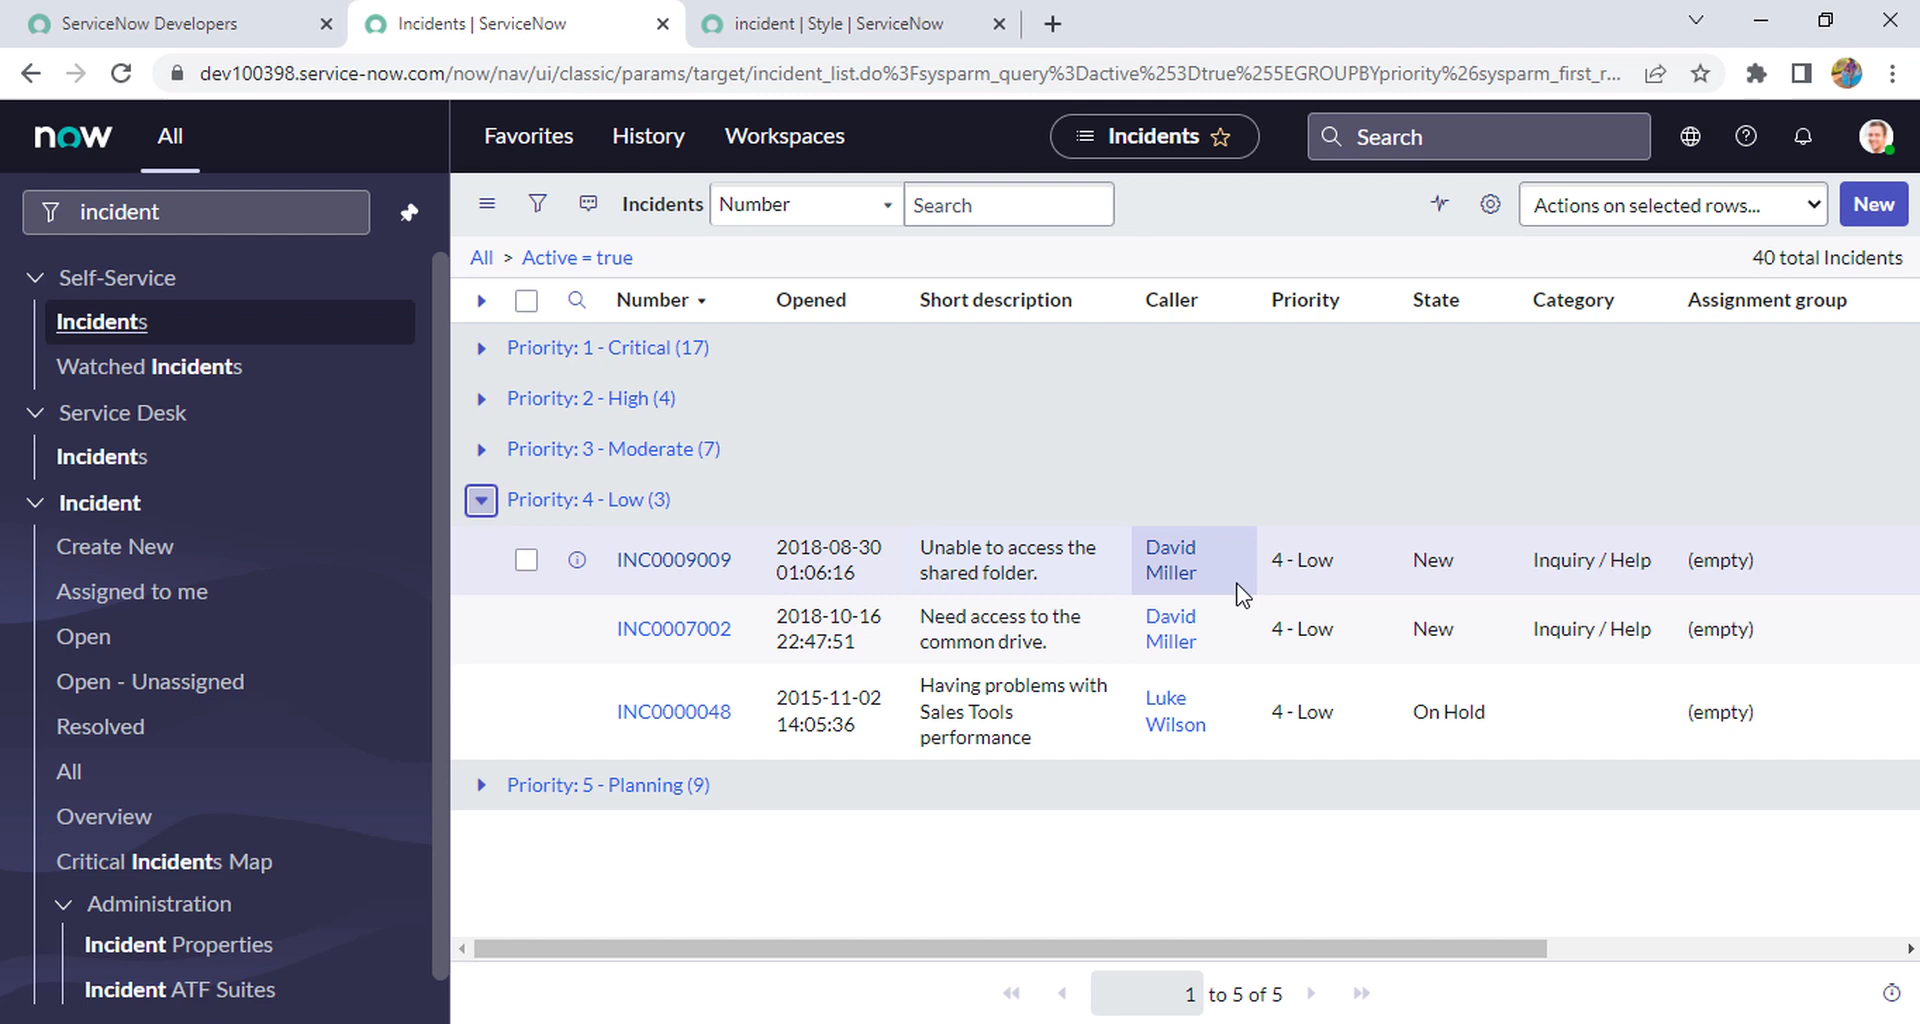 ServiceNow Developers
Incidents | ServiceNow
incident | Style | ServiceNow
dev100398.service-now.com/now/nav/ui/classic/params/target/incident_list.do%3Fsysparm_query%3Dactive%253Dtrue%255EGROUPBYpriority%26sysparm_first_r...
now
All
Favorites
History
Workspaces
Incidents
Search
incident
Incidents
Number
Search
Actions on selected rows...
New
All > Active = true
40 total Incidents
Number
Opened
Short description
Caller
Priority
State
Category
Assignment group
Priority: 1 - Critical (17)
Priority: 2 - High (4)
Priority: 3 - Moderate (7)
Priority: 4 - Low (3)
INC0009009
2018-08-30
01:06:16
Unable to access the
shared folder.
David
Miller
4 - Low
New
Inquiry / Help
(empty)
INC0007002
2018-10-16
22:47:51
Need access to the
common drive.
David
Miller
4 - Low
New
Inquiry / Help
(empty)
INC0000048
2015-11-02
14:05:36
Having problems with
Sales Tools
performance
Luke
Wilson
4 - Low
On Hold
(empty)
Priority: 5 - Planning (9)
1 to 5 of 5
Self-Service
Incidents
Watched Incidents
Service Desk
Incidents
Incident
Create New
Assigned to me
Open
Open - Unassigned
Resolved
All
Overview
Critical Incidents Map
Administration
Incident Properties
Incident ATF Suites